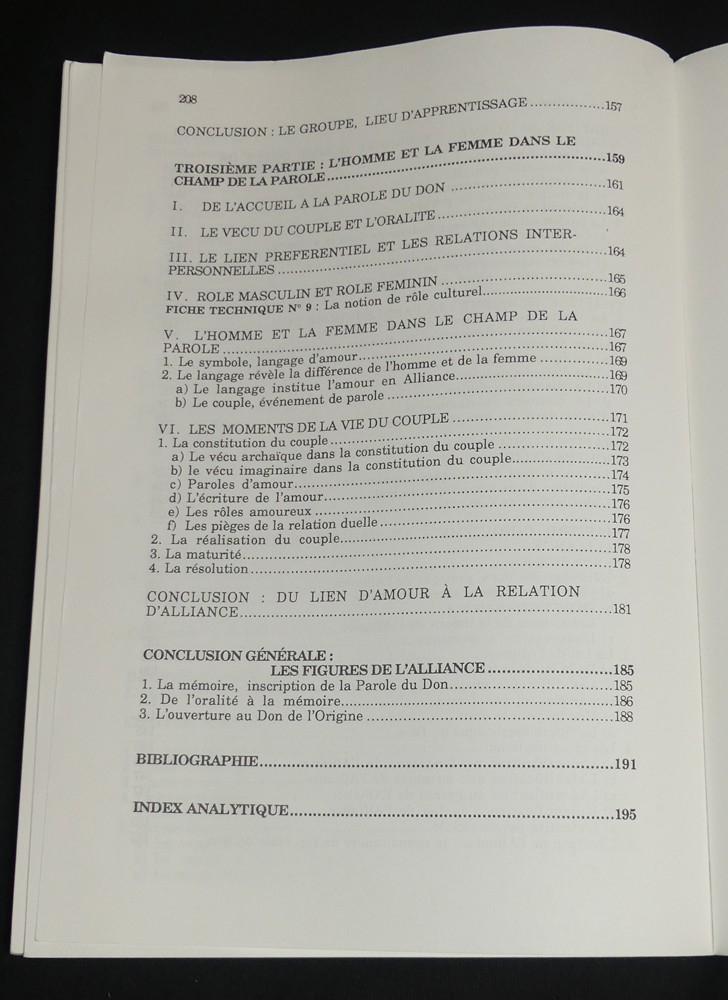 208
CONCLUSION : LE GROUPE, LIEU D'APPRENTISSAGE .................157
TROISIÈME PARTIE : L'HOMME ET LA FEMME DANS LE
CHAMP DE LA PAROLE..................................................159
I. DE L'ACCUEIL A LA PAROLE DU DON ..........................161
II. LE VECU DU COUPLE ET L'ORALITE............................164
III. LE LIEN PREFERENTIEL ET LES RELATIONS INTER-
PERSONNELLES ........................................................164
IV. ROLE MASCULIN ET ROLE FEMININ ...........................165
FICHE TECHNIQUE N° 9 : La notion de rôle culturel....................166
V. L'HOMME ET LA FEMME DANS LE CHAMP DE LA
PAROLE ................................................................167
1. Le symbole, langage d'amour..........................................167
2. Le langage révèle la différence de l'homme et de la femme ...........169
a) Le langage institue l'amour en Alliance.........................169
b) Le couple, événement de parole ..................................170
VI. LES MOMENTS DE LA VIE DU COUPLE ..........................171
1. La constitution du couple ............................................172
a) Le vécu archaïque dans la constitution du couple ................172
b) le vécu imaginaire dans la constitution du couple................173
c) Paroles d'amour..................................................174
d) L'écriture de l'amour............................................175
e) Les rôles amoureux ..............................................176
f) Les pièges de la relation duelle ................................176
2. La réalisation du couple.............................................177
3. La maturité..........................................................178
4. La résolution ........................................................178
CONCLUSION : DU LIEN D'AMOUR À LA RELATION
D'ALLIANCE............................................................181
CONCLUSION GÉNÉRALE :
LES FIGURES DE L'ALLIANCE .........................185
1. La mémoire, inscription de la Parole du Don..........................185
2. De l'oralité à la mémoire............................................186
3. L'ouverture au Don de l'Origine .....................................188
BIBLIOGRAPHIE.........................................................191
INDEX ANALYTIQUE......................................................195